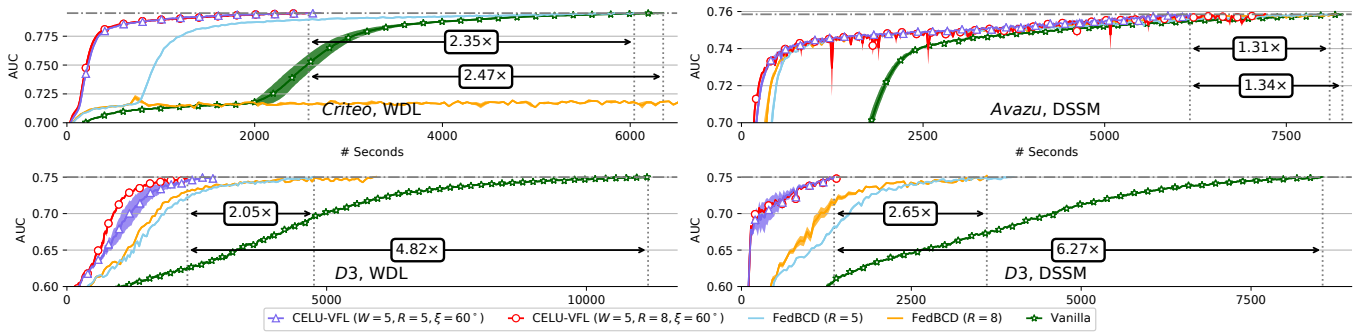 AUC
0.775
0.750
0.725
0.700
2.35×
2.47×
Criteo, WDL
0
2000
4000
6000
# Seconds
AUC
0.76
0.74
0.72
0.70
1.31×
1.34×
Avazu, DSSM
0
2500
5000
7500
# Seconds
AUC
0.75
0.70
0.65
0.60
2.05×
4.82×
D3, WDL
0
5000
10000
AUC
0.75
0.70
0.65
0.60
2.65×
6.27×
D3, DSSM
0
2500
5000
7500
CELU-VFL (W = 5, R = 5, ξ = 60°)
CELU-VFL (W = 5, R = 8, ξ = 60°)
FedBCD (R = 5)
FedBCD (R = 8)
Vanilla